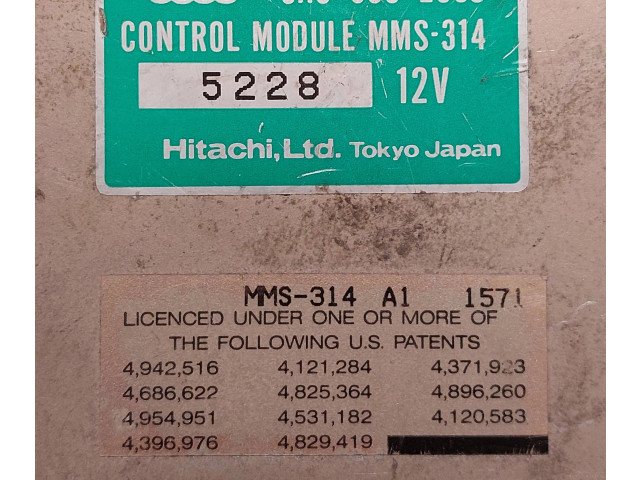 CONTROL MODULE MMS-314
5228 12V
Hitachi, Ltd. Tokyo Japan
MMS-314 A1 1571
LICENCED UNDER ONE OR MORE OF
THE FOLLOWING U.S. PATENTS
4,942,516 4,121,284 4,371,923
4,686,622 4,825,364 4,896,260
4,954,951 4,531,182 4,120,583
4,396,976 4,829,419